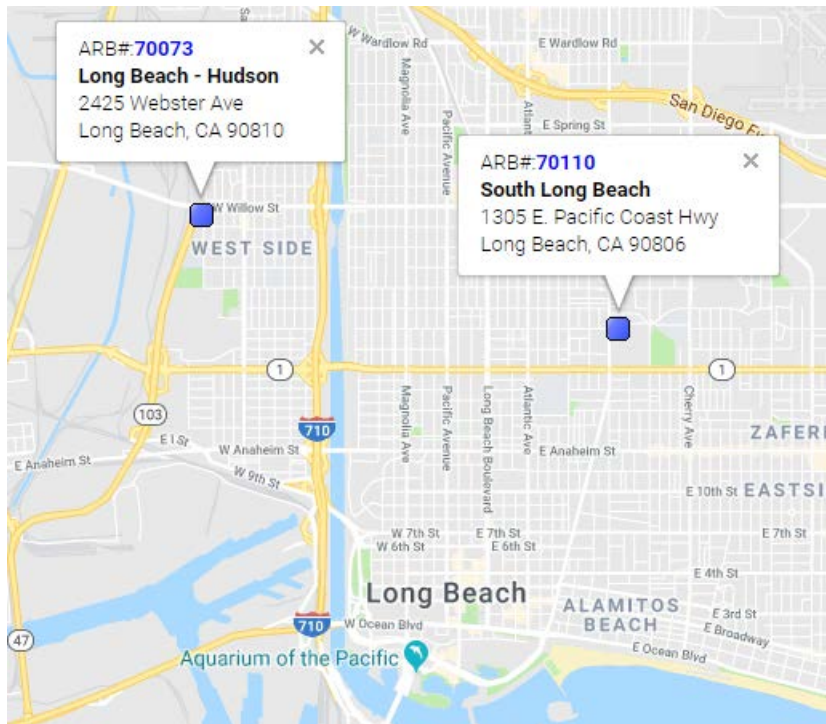 W Wardlow Rd
E Wardlow Rd
ARB#:70073
×
Long Beach - Hudson
2425 Webster Ave
Long Beach, CA 90810
Magnolia Ave
Pacific Avenue
San Diego
E Spring St
ARB#:70110
×
South Long Beach
1305 E. Pacific Coast Hwy
Long Beach, CA 90806
W Willow St
WEST SIDE
1
1
103
710
Magnolia Ave
Pacific Avenue
Long Beach Boulevard
Atlantic Ave
Cherry Ave
E I St
W Anaheim St
E Anaheim St
E Anaheim St
W 9th St
E 10th St
EASTSI
W 7th St
E 7th St
E 7th St
W 6th St
E 6th St
E 4th St
Long Beach
ALAMITOS
BEACH
E 3rd St
E Broadway
47
710
W Ocean Blvd
E Ocean Blvd
Aquarium of the Pacific